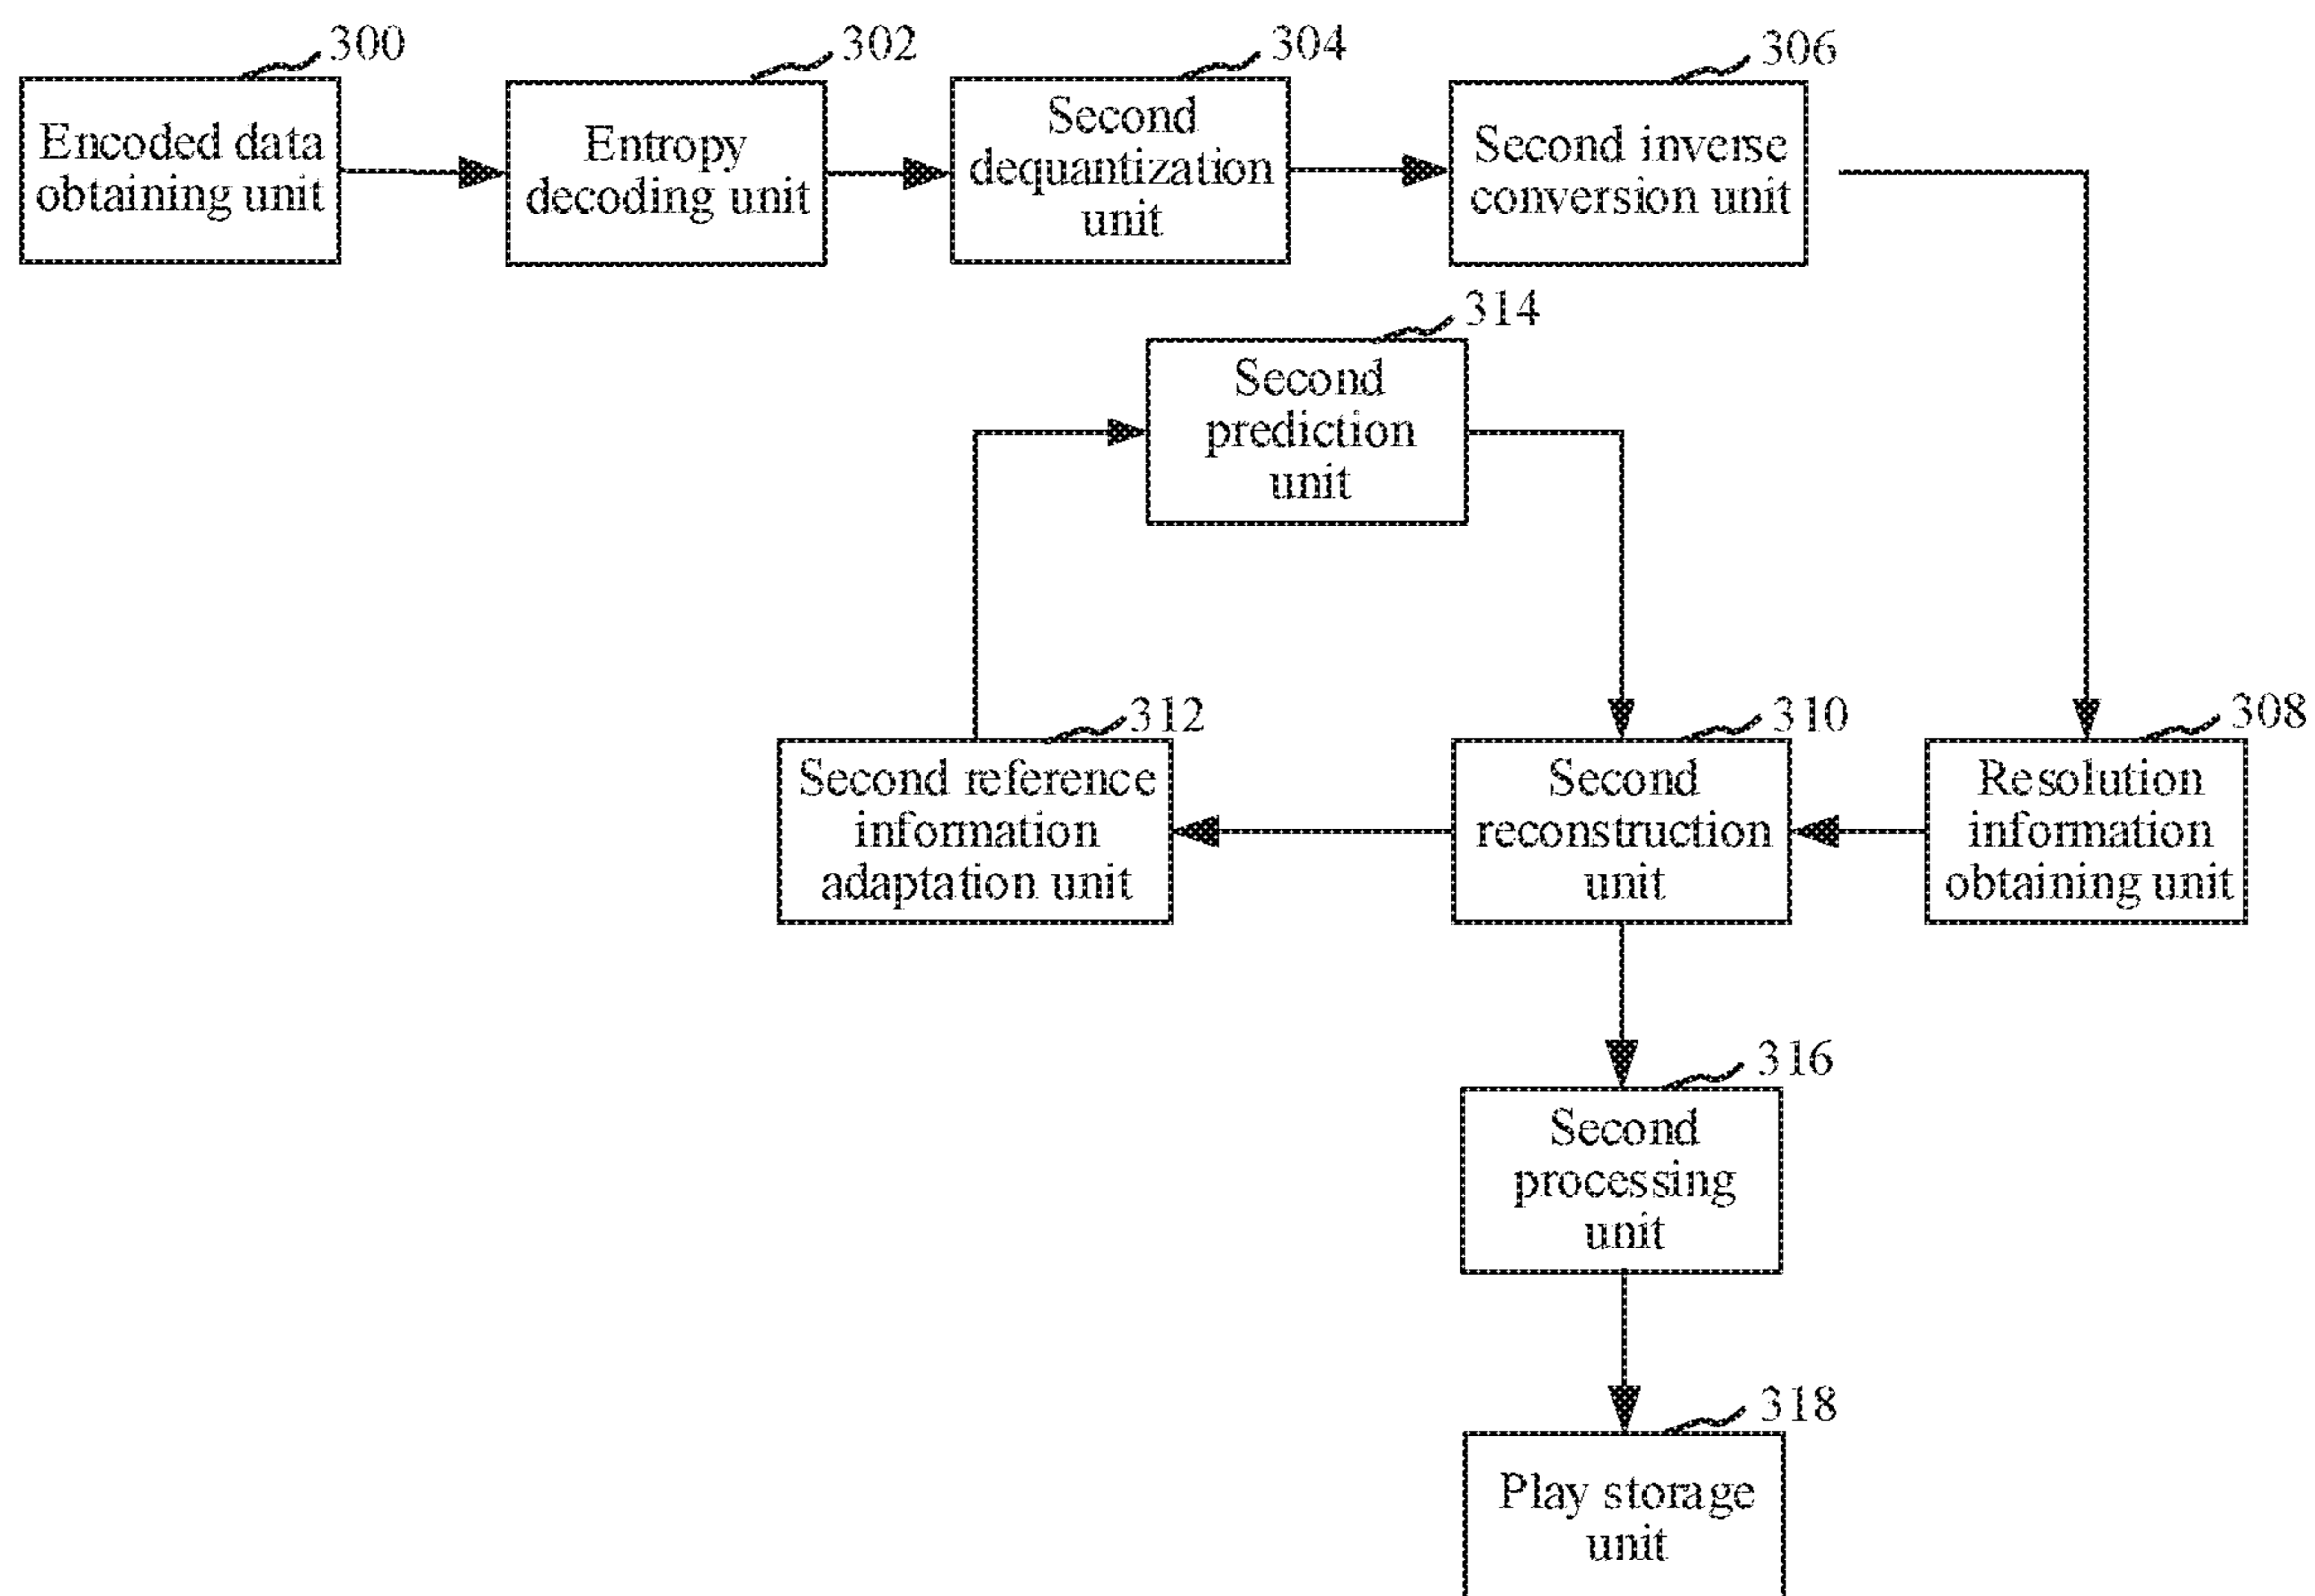 300
Encoded data
obtaining unit
302
Entropy
decoding unit
304
Second
dequantization
unit
306
Second inverse
conversion unit
314
Second
prediction
unit
312
Second reference
information
adaptation unit
310
Second
reconstruction
unit
308
Resolution
information
obtaining unit
316
Second
processing
unit
318
Play storage
unit